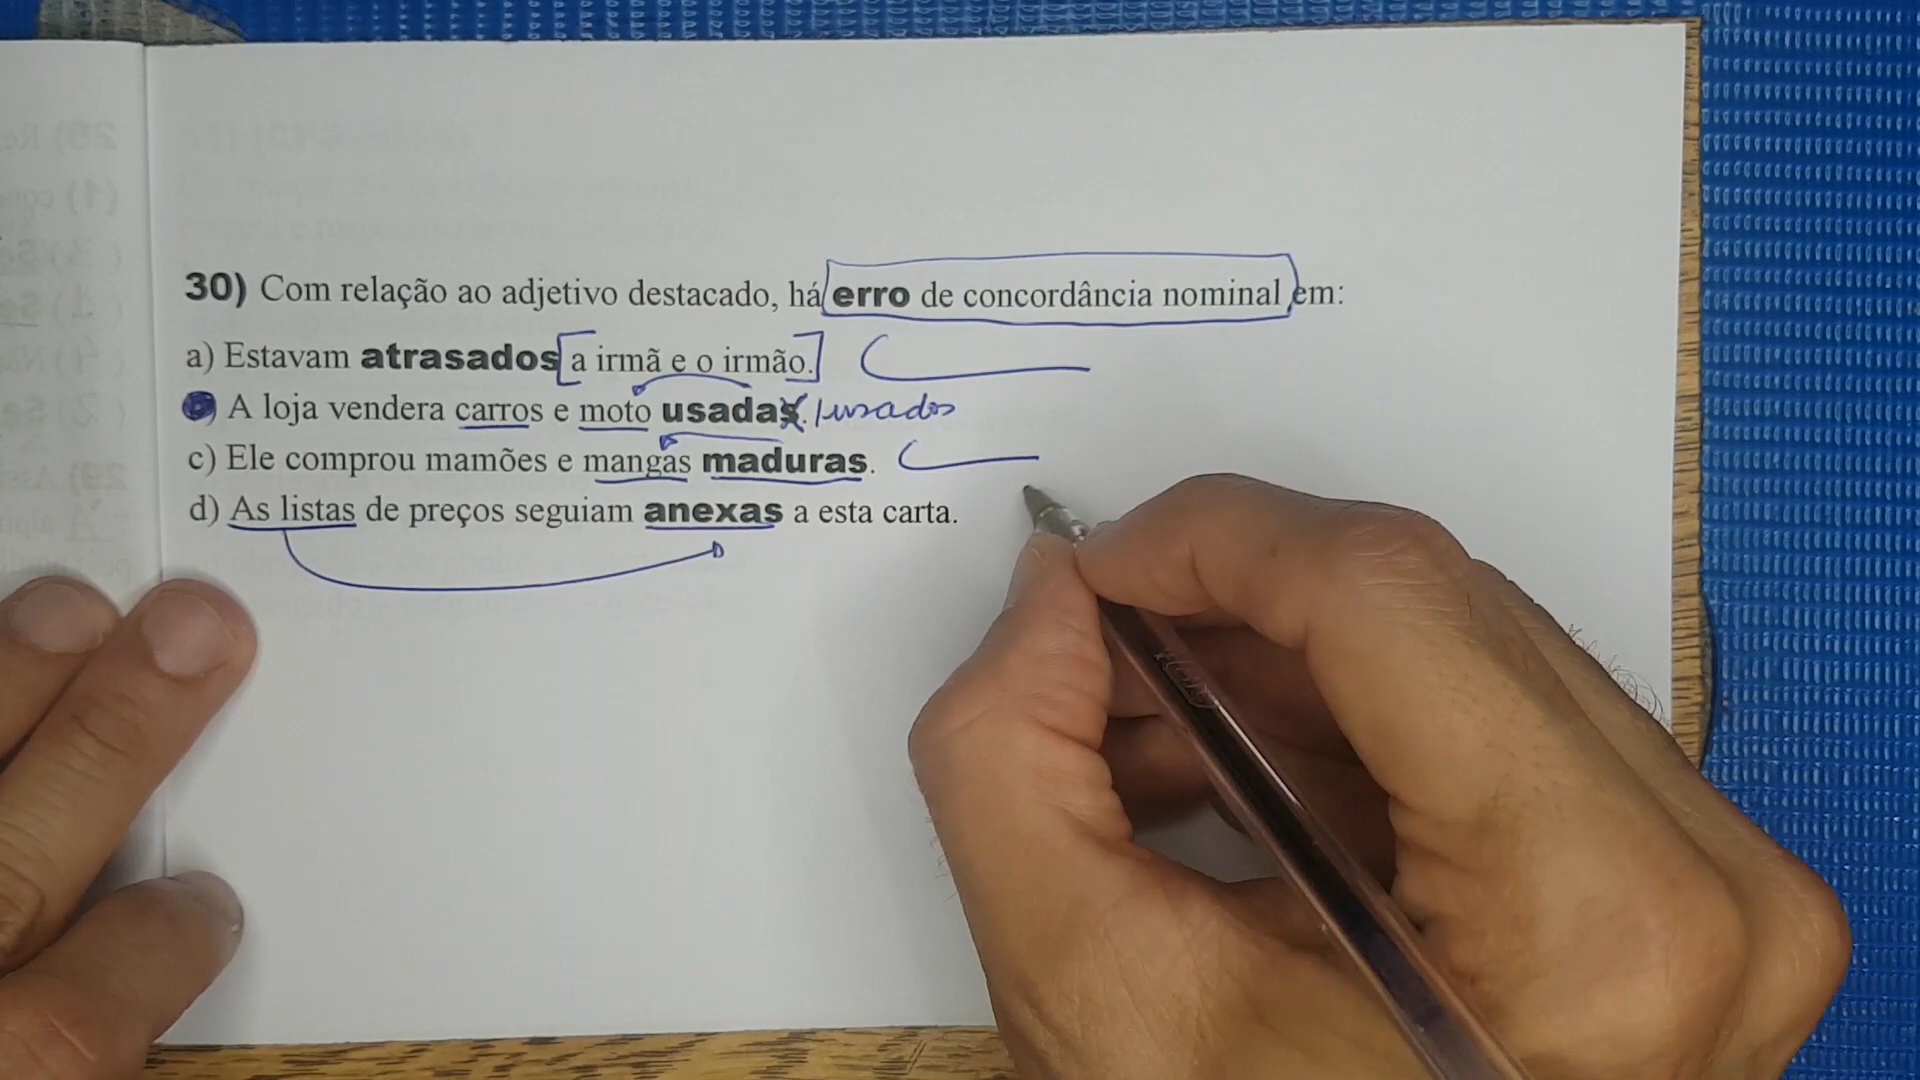 30) Com relação ao adjetivo destacado, há erro de concordância nominal em:
a) Estavam atrasados a irmã e o irmão.
) A loja vendera carros e moto usadas. / usados
c) Ele comprou mamões e mangas maduras.
d) As listas de preços seguiam anexas a esta carta.